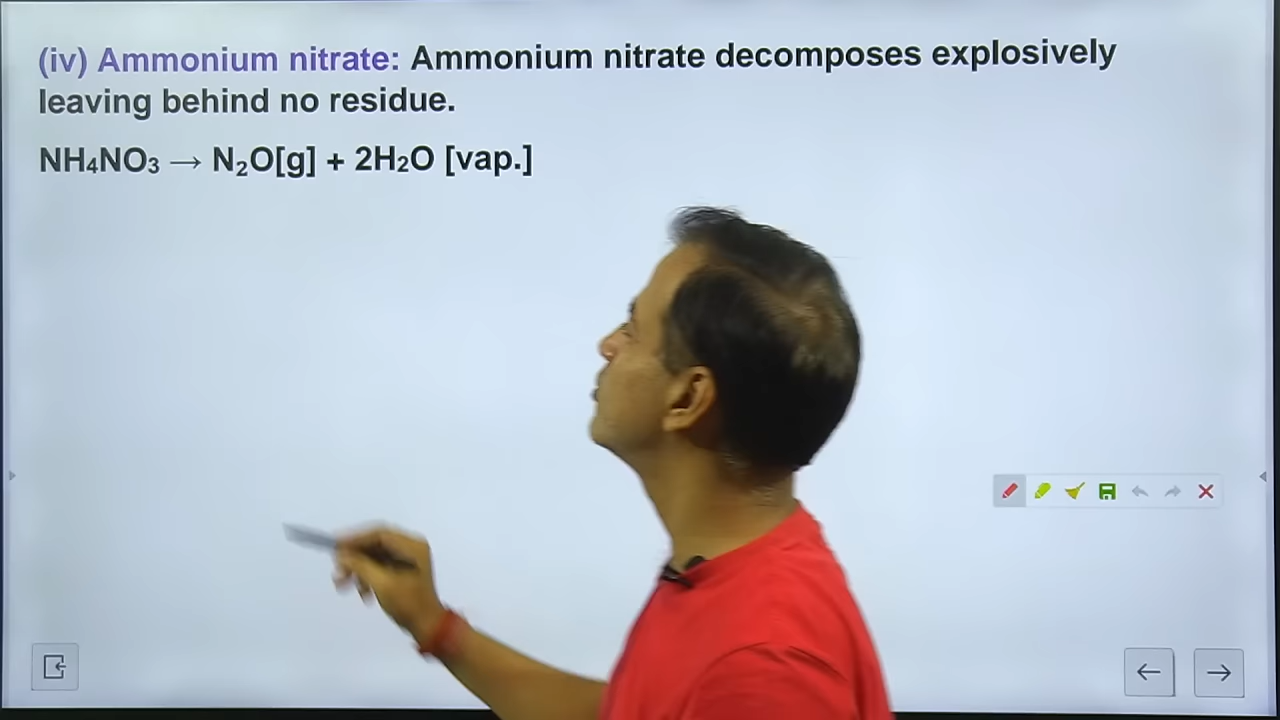 (iv) Ammonium nitrate: Ammonium nitrate decomposes explosively
leaving behind no residue.
NH₄NO₃ → N₂O[g] + 2H₂O [vap.]